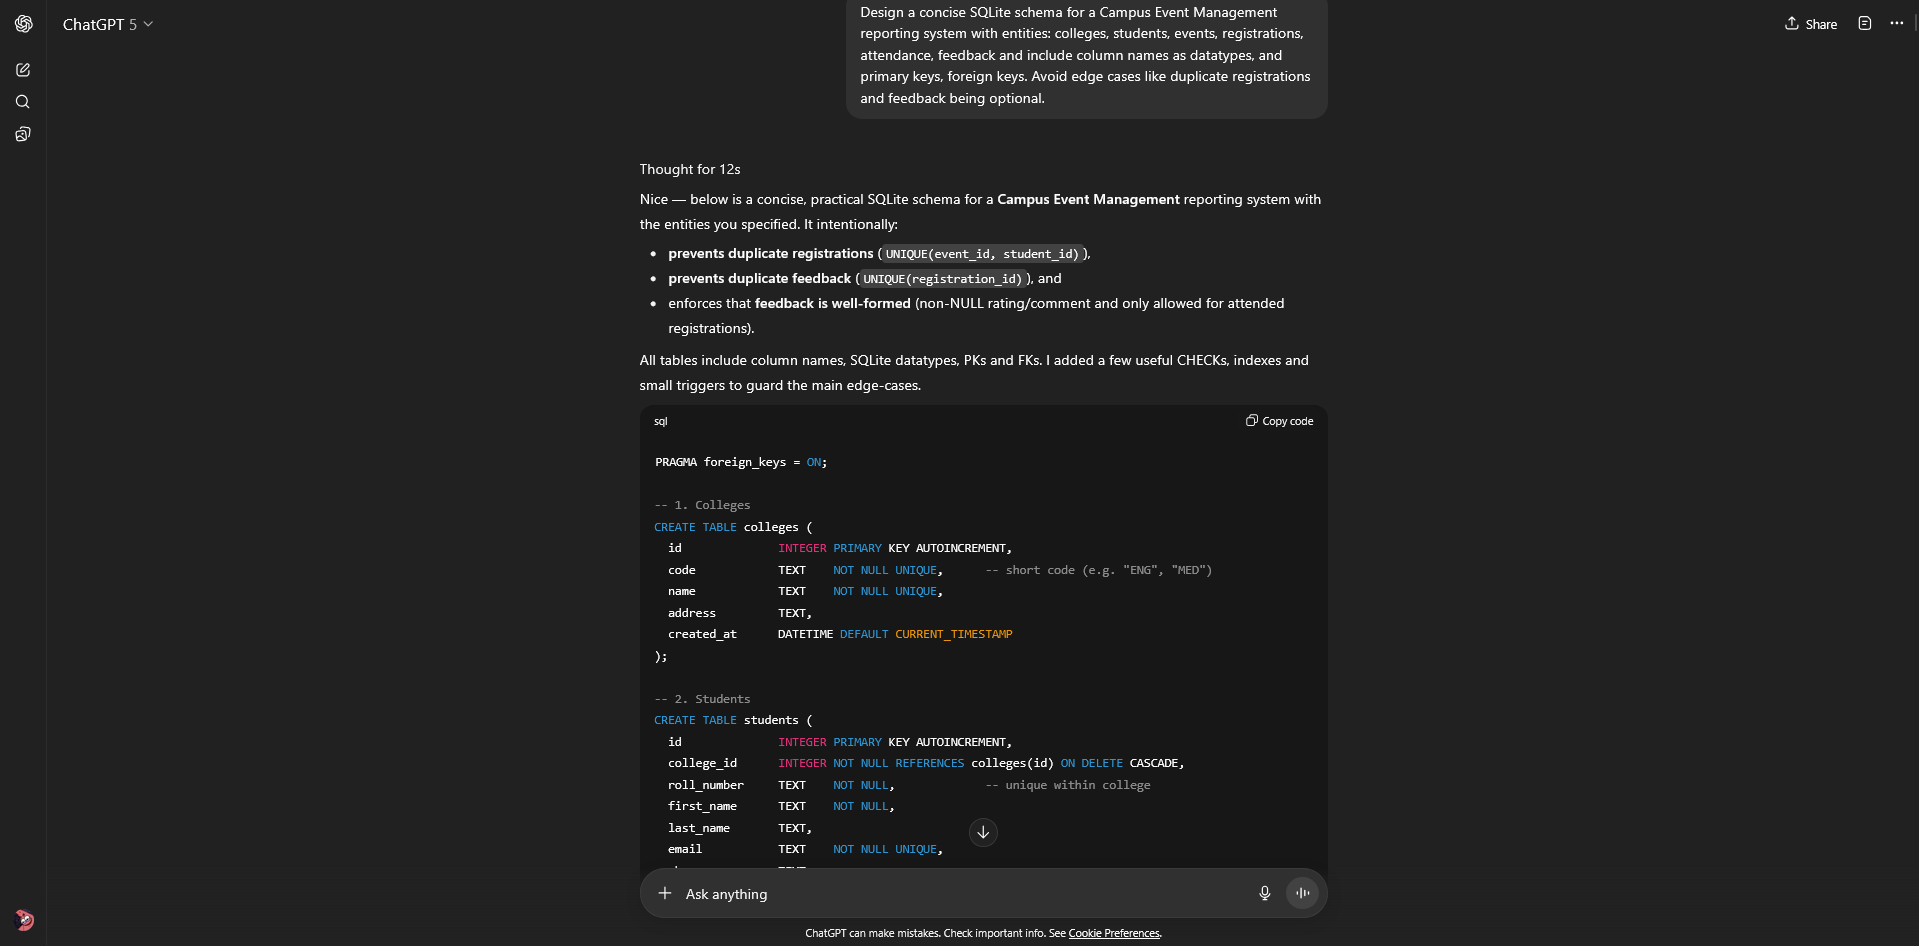 ChatGPT 5
Share
Design a concise SQLite schema for a Campus Event Management
reporting system with entities: colleges, students, events, registrations,
attendance, feedback and include column names as datatypes, and
primary keys, foreign keys. Avoid edge cases like duplicate registrations
and feedback being optional.
Thought for 12s
Nice — below is a concise, practical SQLite schema for a Campus Event Management reporting system with
the entities you specified. It intentionally:
• prevents duplicate registrations ( UNIQUE(event_id, student_id) ),
• prevents duplicate feedback ( UNIQUE(registration_id) ), and
• enforces that feedback is well-formed (non-NULL rating/comment and only allowed for attended
registrations).
All tables include column names, SQLite datatypes, PKs and FKs. I added a few useful CHECKs, indexes and
small triggers to guard the main edge-cases.
sql
Copy code
PRAGMA foreign_keys = ON;
-- 1. Colleges
CREATE TABLE colleges (
id INTEGER PRIMARY KEY AUTOINCREMENT,
code TEXT NOT NULL UNIQUE, -- short code (e.g. "ENG", "MED")
name TEXT NOT NULL UNIQUE,
address TEXT,
created_at DATETIME DEFAULT CURRENT_TIMESTAMP
);
-- 2. Students
CREATE TABLE students (
id INTEGER PRIMARY KEY AUTOINCREMENT,
college_id INTEGER NOT NULL REFERENCES colleges(id) ON DELETE CASCADE,
roll_number TEXT NOT NULL, -- unique within college
first_name TEXT NOT NULL,
last_name TEXT,
email TEXT NOT NULL UNIQUE,
Ask anything
ChatGPT can make mistakes. Check important info. See Cookie Preferences.